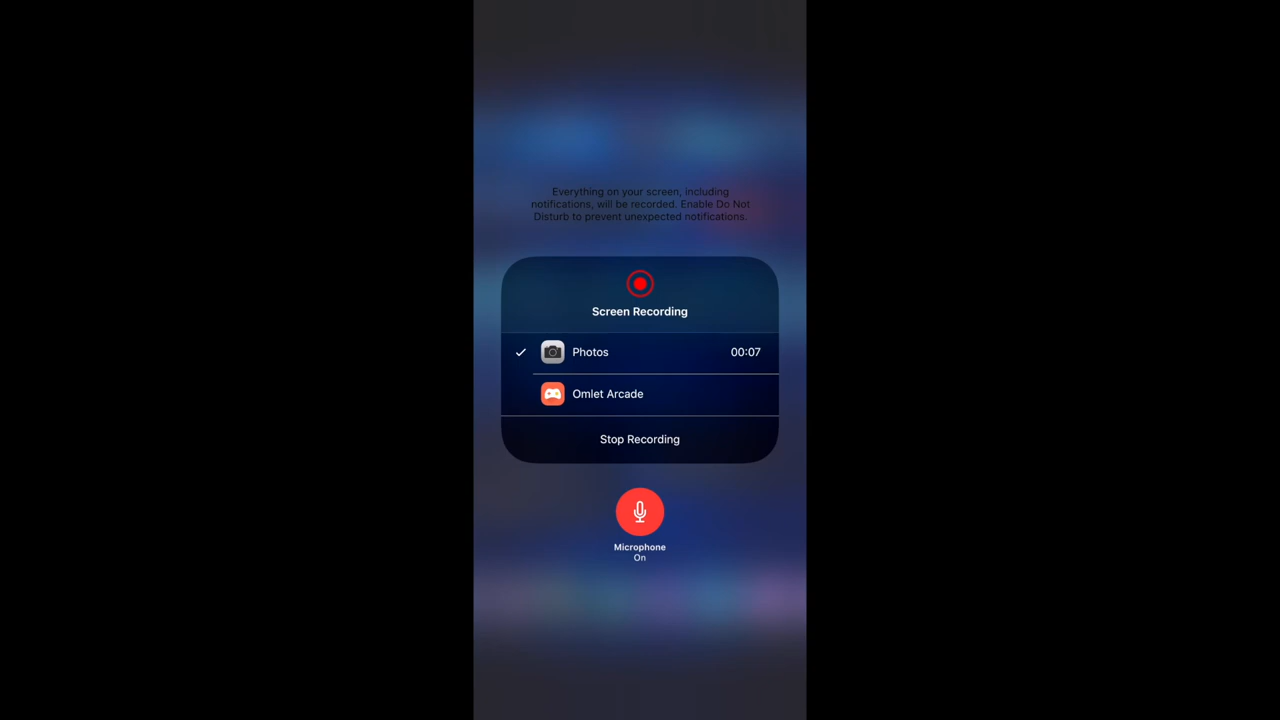 Everything on your screen, including
notifications, will be recorded. Enable Do Not
Disturb to prevent unexpected notifications.
Screen Recording
Photos 00:07
Omlet Arcade
Stop Recording
Microphone
On